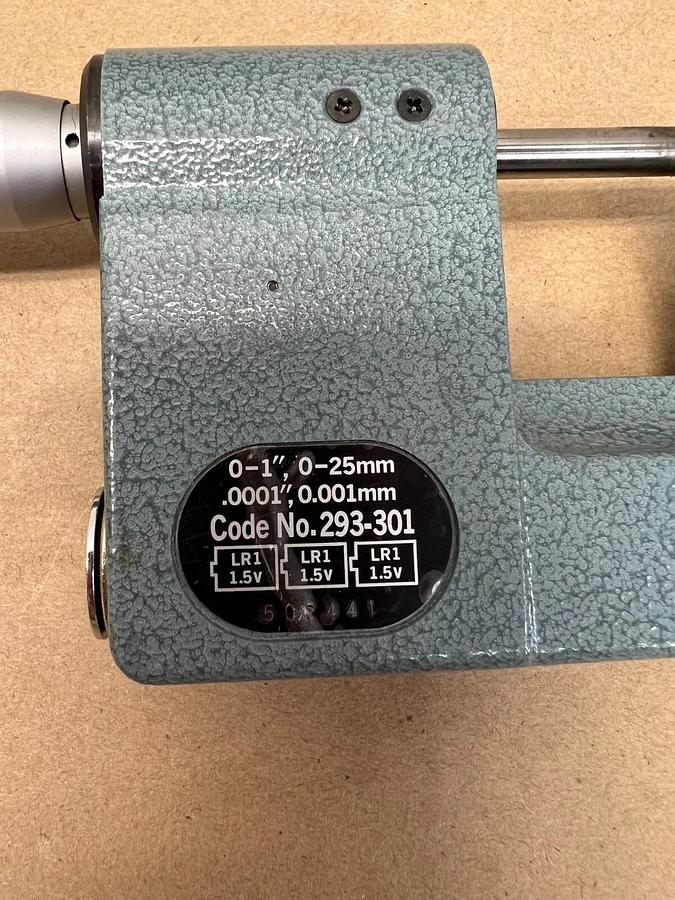 0-1", 0-25mm
.0001", 0.001mm
Code No. 293-301
LR1 LR1 LR1
1.5v 1.5v 1.5v